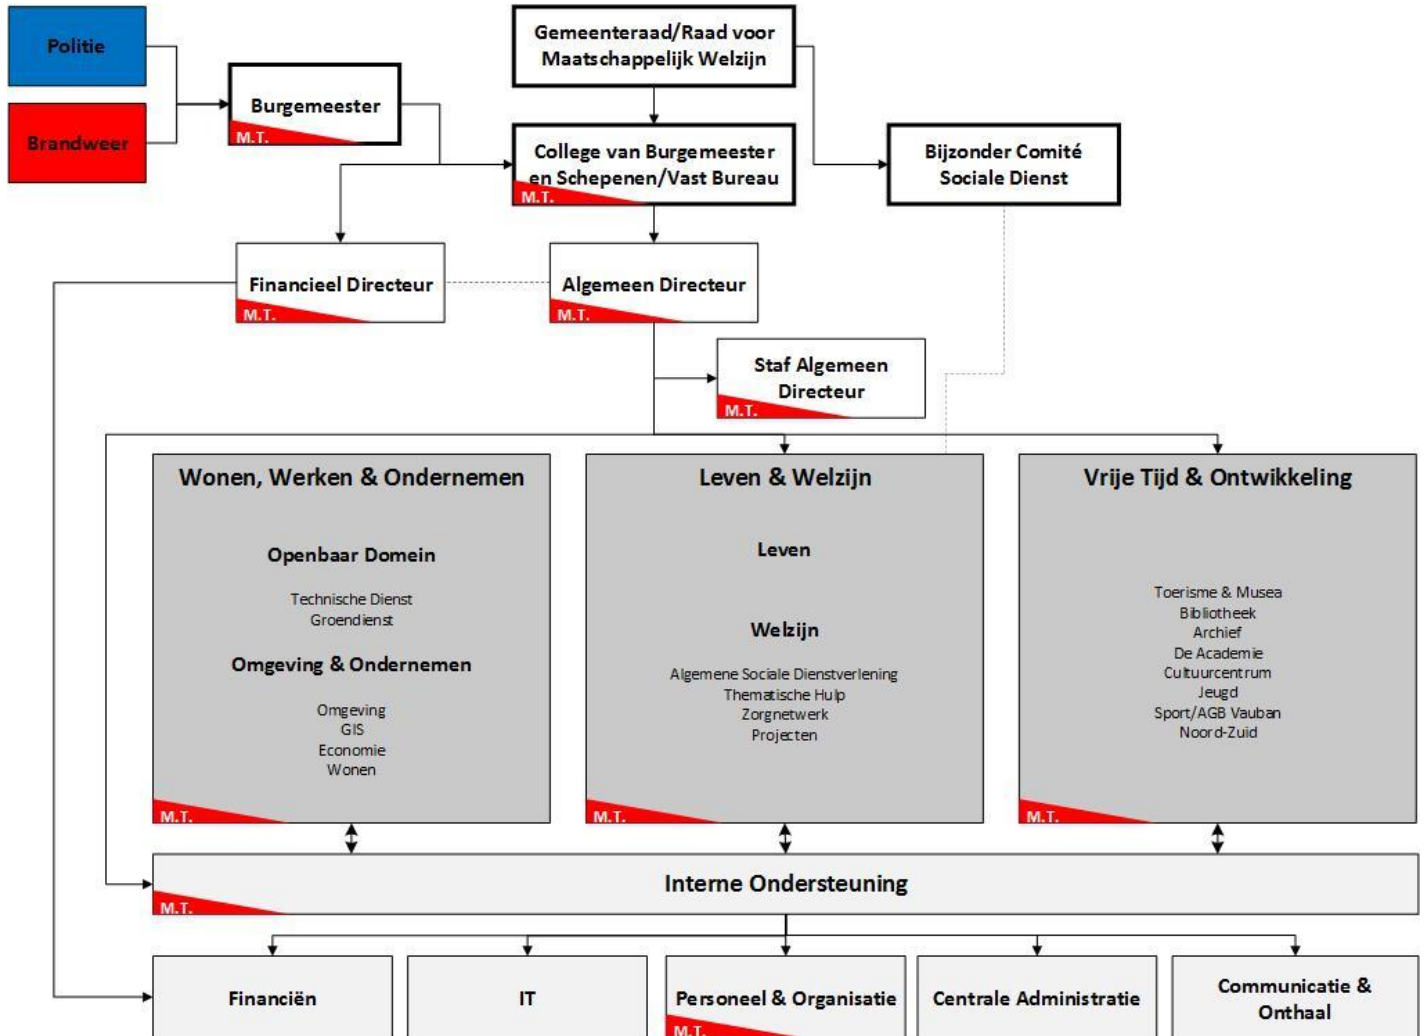 Politie
Brandweer
Burgemeester
M.T.
Gemeenteraad/Raad voor
Maatschappelijk Welzijn
College van Burgemeester
en Schepenen/Vast Bureau
M.T.
Bijzonder Comité
Sociale Dienst
Financieel Directeur
M.T.
Algemeen Directeur
M.T.
Staf Algemeen
Directeur
M.T.
Wonen, Werken & Ondernemen
Openbaar Domein
Technische Dienst
Groendienst
Omgeving & Ondernemen
Omgeving
GIS
Economie
Wonen
M.T.
Leven & Welzijn
Leven
Welzijn
Algemene Sociale Dienstverlening
Thematische Hulp
Zorgnetwerk
Projecten
M.T.
Vrije Tijd & Ontwikkeling
Toerisme & Musea
Bibliotheek
Archief
De Academie
Cultuurcentrum
Jeugd
Sport/AGB Vauban
Noord-Zuid
M.T.
Interne Ondersteuning
M.T.
Financiën
IT
Personeel & Organisatie
M.T.
Centrale Administratie
Communicatie &
Onthaal